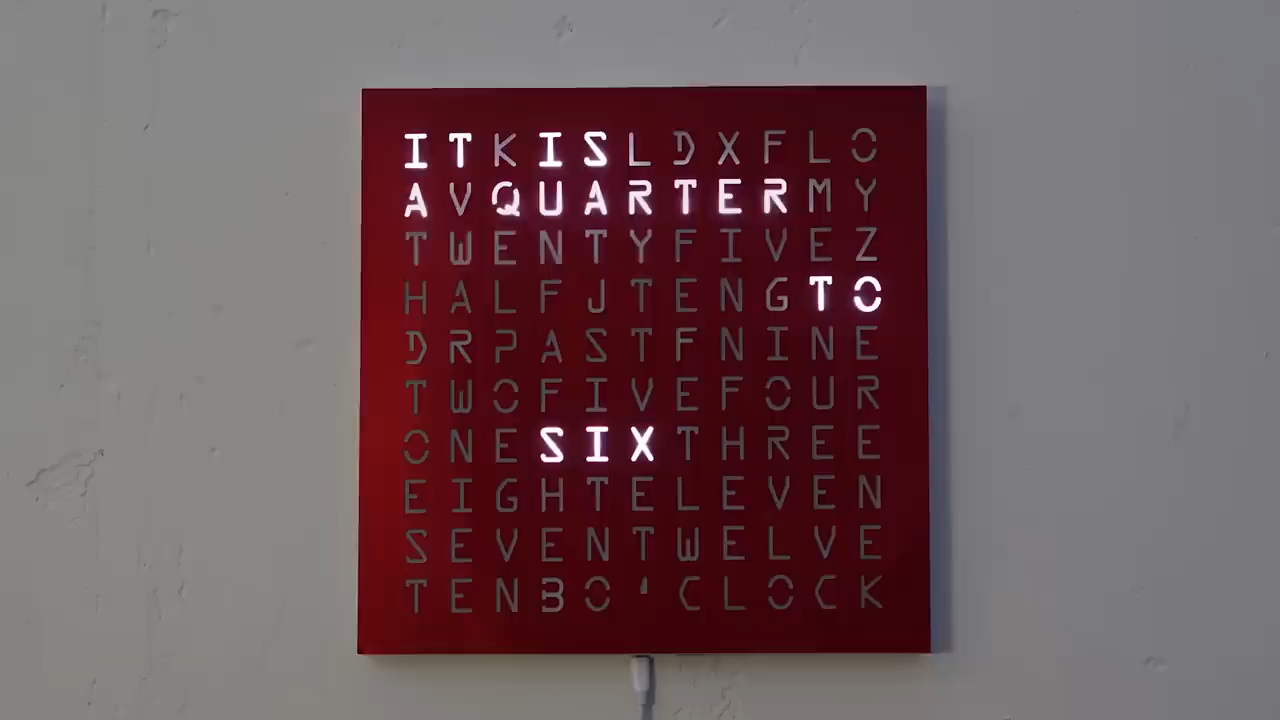 ITKISLDXFLO
AVQUARTERMY
TWENTYFIVEZ
HALFJTENGTO
DRPASTFNINE
TWOFIVEFOUR
ONESIXTHREE
EIGHTELEVEN
SEVENTWELVE
TENBO'CLOCK